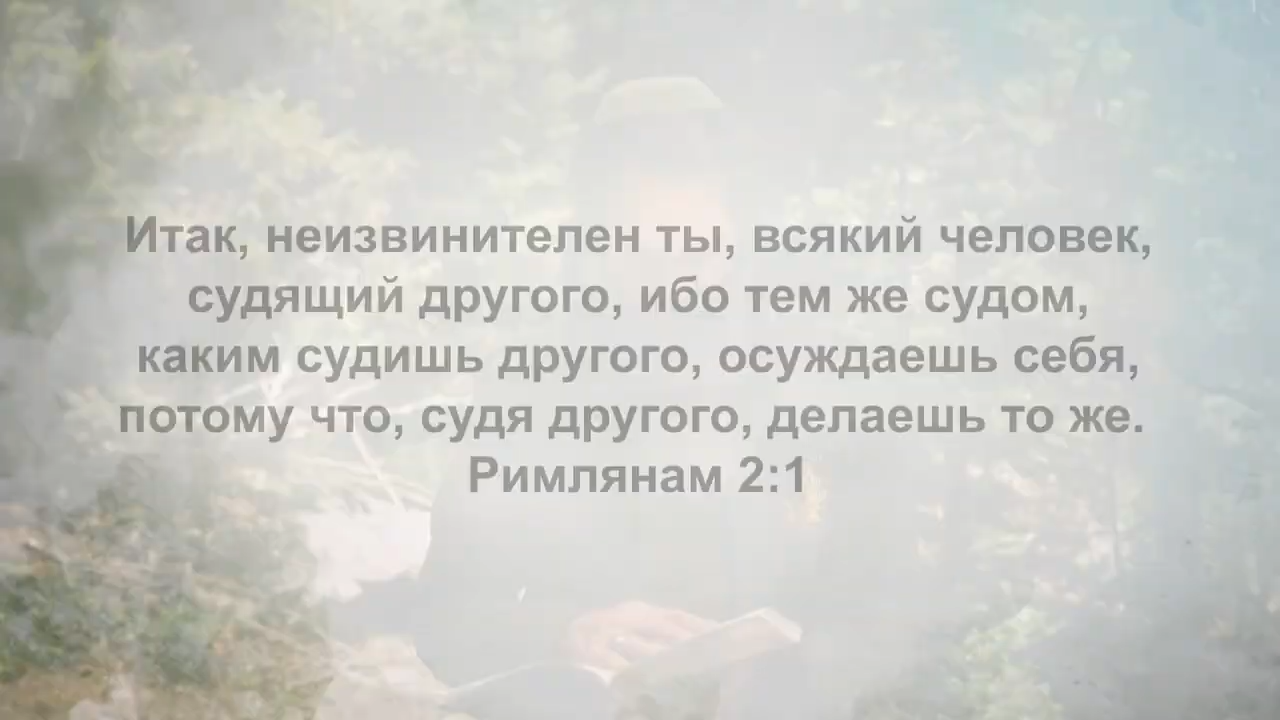 Итак, неизвинителен ты, всякий человек,
судящий другого, ибо тем же судом,
каким судишь другого, осуждаешь себя,
потому что, судя другого, делаешь то же.
Римлянам 2:1